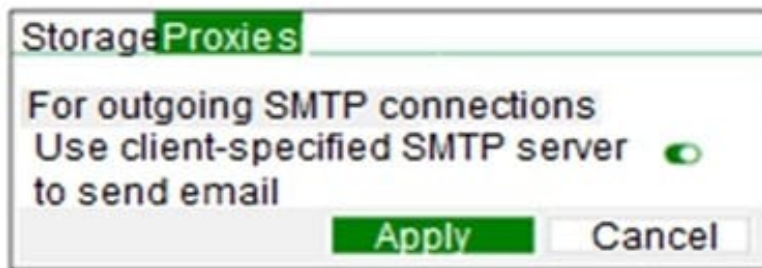 Storage Proxies
For outgoing SMTP connections
Use client-specified SMTP server
to send email
Apply Cancel